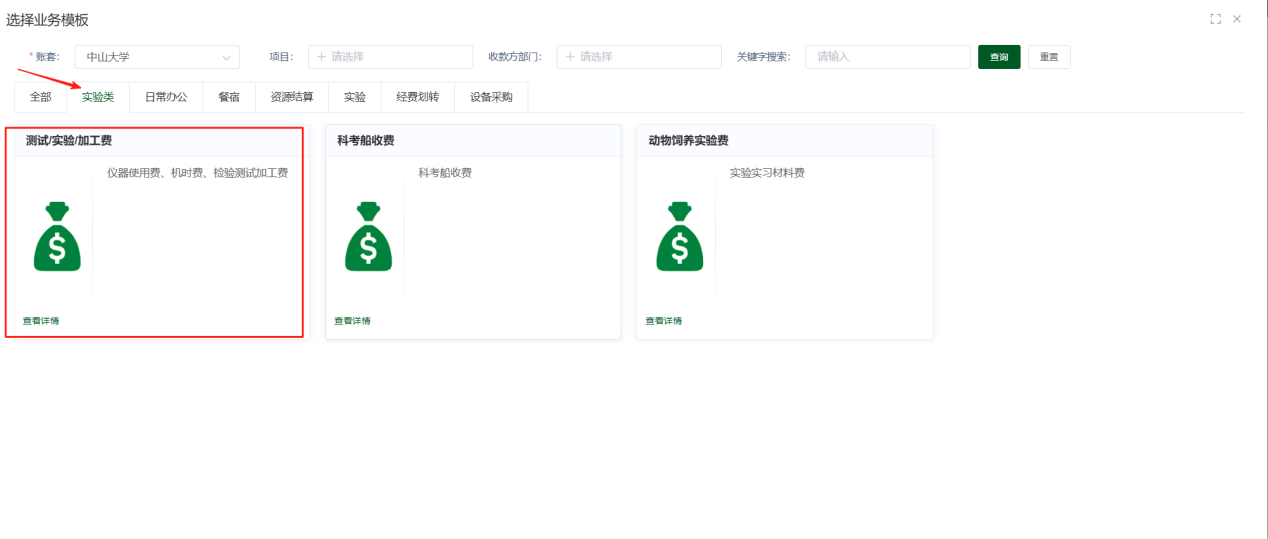 选择业务模板
* 账套: 中山大学 项目: + 请选择 收款方部门: + 请选择 关键字搜索: 请输入 查询 重置
全部 实验类 日常办公 餐宿 资源结算 实验 经费划转 设备采购
测试/实验/加工费 科考船收费 动物饲养实验费
仪器使用费、机时费、检验测试加工费 科考船收费 实验实习材料费
$ $ $
查看详情 查看详情 查看详情